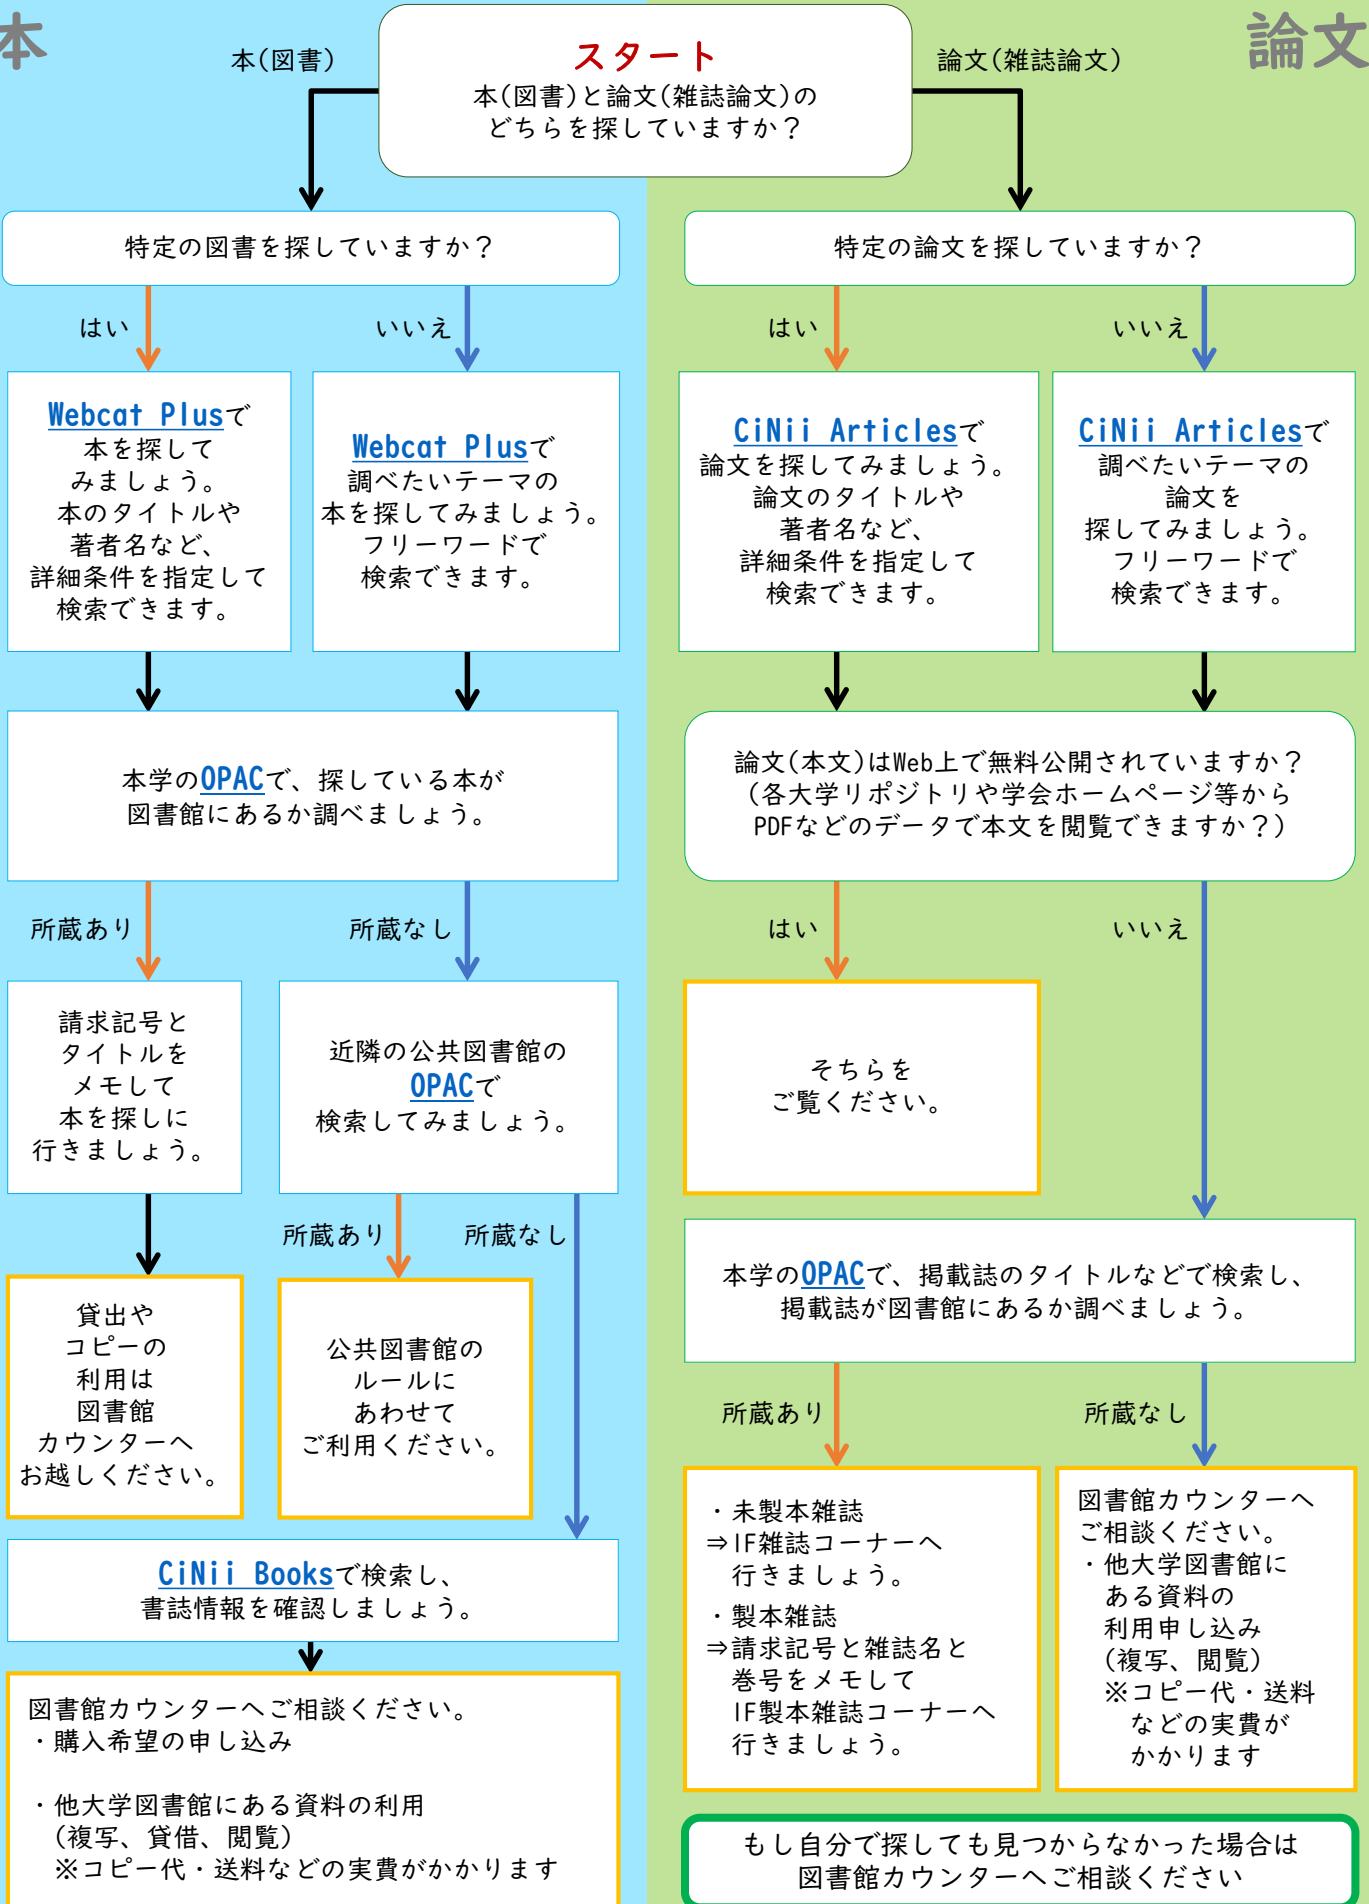 本
論文
スタート
本(図書)と論文(雑誌論文)の
どちらを探していますか？
本(図書)
論文(雑誌論文)
特定の図書を探していますか？
はい
いいえ
Webcat Plusで
本を探して
みましょう。
本のタイトルや
著者名など、
詳細条件を指定して
検索できます。
Webcat Plusで
調べたいテーマの
本を探してみましょう。
フリーワードで
検索できます。
本学のOPACで、探している本が
図書館にあるか調べましょう。
所蔵あり
所蔵なし
請求記号と
タイトルを
メモして
本を探しに
行きましょう。
近隣の公共図書館の
OPACで
検索してみましょう。
所蔵あり
所蔵なし
貸出や
コピーの
利用は
図書館
カウンターへ
お越しください。
公共図書館の
ルールに
あわせて
ご利用ください。
CiNii Booksで検索し、
書誌情報を確認しましょう。
図書館カウンターへご相談ください。
・購入希望の申し込み
・他大学図書館にある資料の利用
(複写、貸借、閲覧)
※コピー代・送料などの実費がかかります
特定の論文を探していますか？
はい
いいえ
CiNii Articlesで
論文を探してみましょう。
論文のタイトルや
著者名など、
詳細条件を指定して
検索できます。
CiNii Articlesで
調べたいテーマの
論文を
探してみましょう。
フリーワードで
検索できます。
論文(本文)はWeb上で無料公開されていますか？
(各大学リポジトリや学会ホームページ等から
PDFなどのデータで本文を閲覧できますか？)
はい
いいえ
そちらを
ご覧ください。
本学のOPACで、掲載誌のタイトルなどで検索し、
掲載誌が図書館にあるか調べましょう。
所蔵あり
所蔵なし
・未製本雑誌
⇒1F雑誌コーナーへ
行きましょう。
・製本雑誌
⇒請求記号と雑誌名と
巻号をメモして
1F製本雑誌コーナーへ
行きましょう。
図書館カウンターへ
ご相談ください。
・他大学図書館に
ある資料の
利用申し込み
(複写、閲覧)
※コピー代・送料
などの実費が
かかります
もし自分で探しても見つからなかった場合は
図書館カウンターへご相談ください